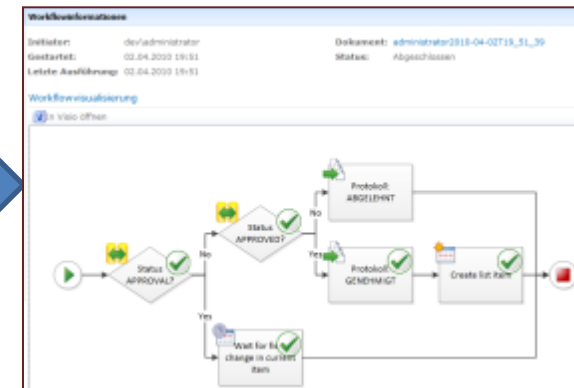 Workflowinformationen
Initiator: dev\administrator
Dokument: administrator2010-04-02T19_51_39
Gestartet: 02.04.2010 19:51
Status: Abgeschlossen
Letzte Ausführung: 02.04.2010 19:51
Workflowvisualisierung
In Visio öffnen
Protokoll:
ABGELEHNT
No
Status
APPROVED?
No
Yes
Status
APPROVAL?
Protokoll:
GENEHMIGT
Create list item
Yes
Wait for
change in current
item